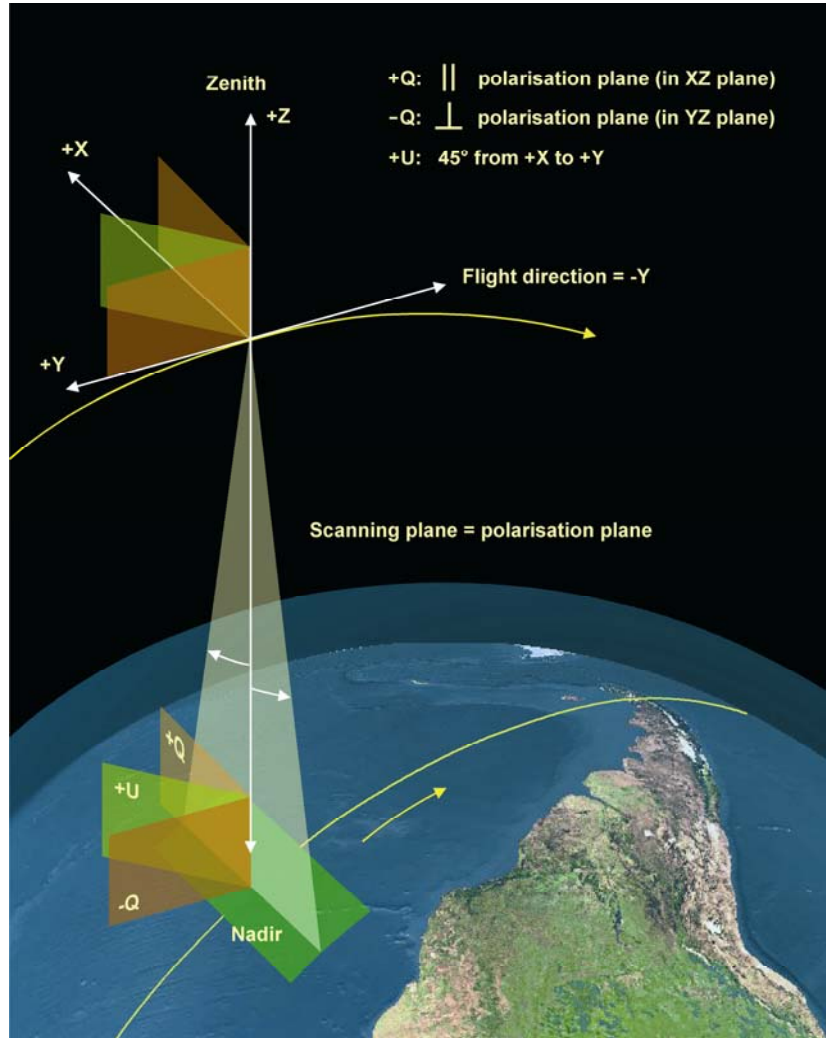 +Q: || polarisation plane (in XZ plane)
-Q: ⊥ polarisation plane (in YZ plane)
+U: 45° from +X to +Y
Zenith
+Z
+X
Flight direction = -Y
+Y
Scanning plane = polarisation plane
+Q
+U
-Q
Nadir